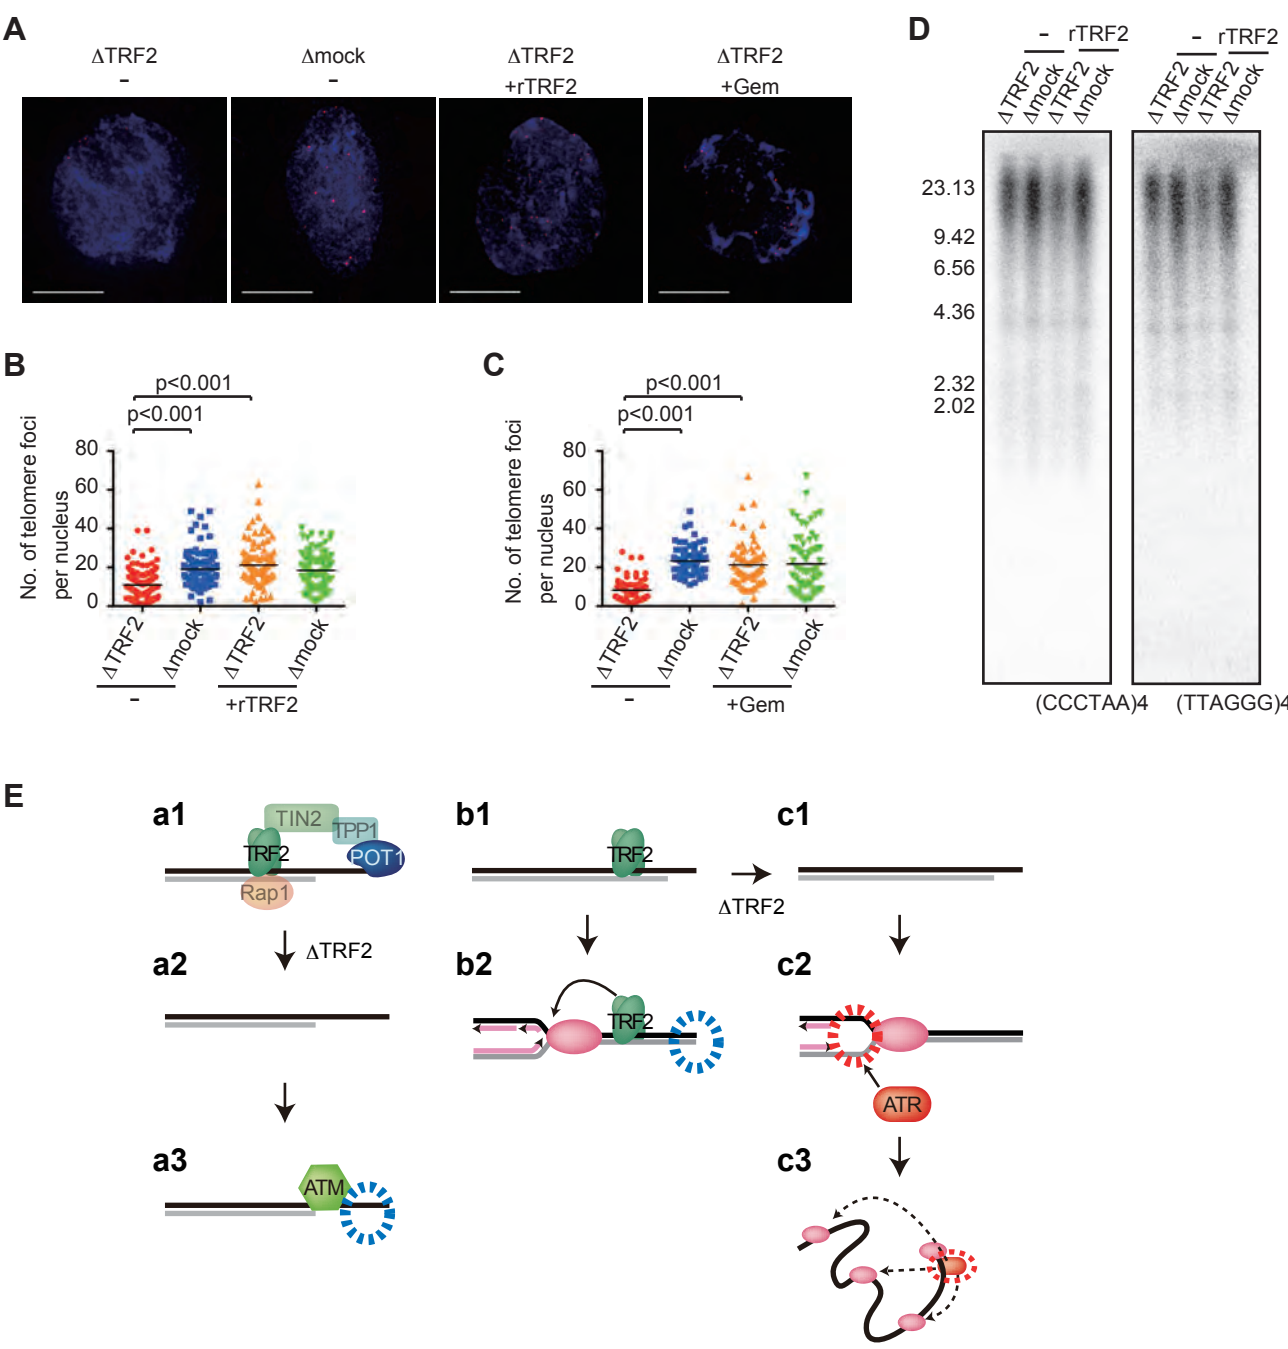 A
ΔTRF2
–
Δmock
–
ΔTRF2
+rTRF2
ΔTRF2
+Gem
B
p<0.001
p<0.001
No. of telomere foci
per nucleus
80
60
40
20
0
ΔTRF2
Δmock
ΔTRF2
Δmock
–
+rTRF2
C
p<0.001
p<0.001
No. of telomere foci
per nucleus
80
60
40
20
0
ΔTRF2
Δmock
ΔTRF2
Δmock
–
+Gem
D
– rTRF2
ΔTRF2
Δmock
ΔTRF2
Δmock
– rTRF2
ΔTRF2
Δmock
ΔTRF2
Δmock
23.13
9.42
6.56
4.36
2.32
2.02
(CCCTAA)4
(TTAGGG)4
E
a1
TIN2
TPP1
TRF2
POT1
Rap1
ΔTRF2
a2
a3
ATM
b1
TRF2
ΔTRF2
b2
TRF2
c1
c2
ATR
c3